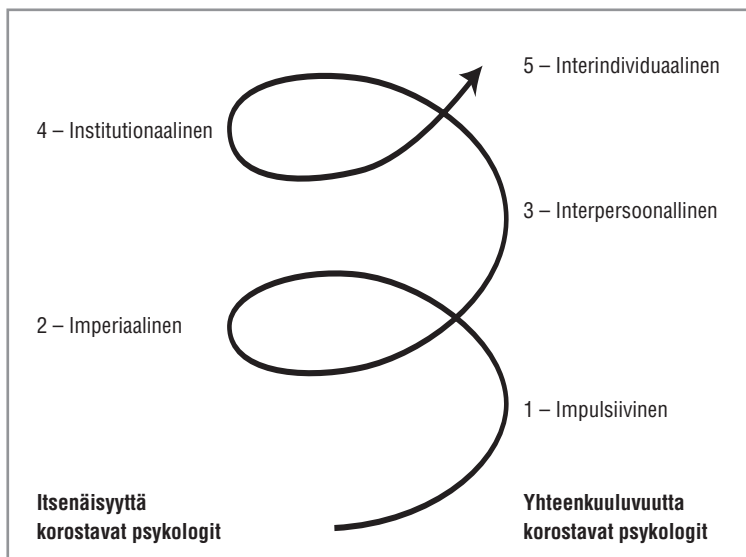 5 – Interindividuaalinen
4 – Institutionaalinen
3 – Interpersoonallinen
2 – Imperiaalinen
1 – Impulsiivinen
Itsenäisyyttä
korostavat psykologit
Yhteenkuuluvuutta
korostavat psykologit